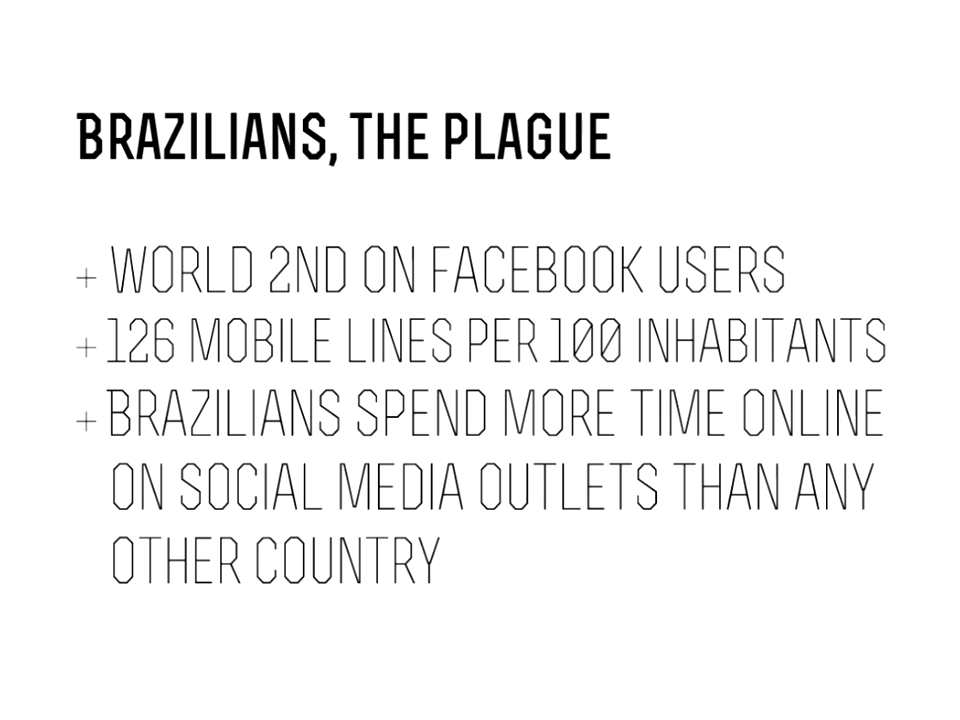 BRAZILIANS, THE PLAGUE
+ WORLD 2ND ON FACEBOOK USERS
+ 126 MOBILE LINES PER 100 INHABITANTS
+ BRAZILIANS SPEND MORE TIME ONLINE
ON SOCIAL MEDIA OUTLETS THAN ANY
OTHER COUNTRY